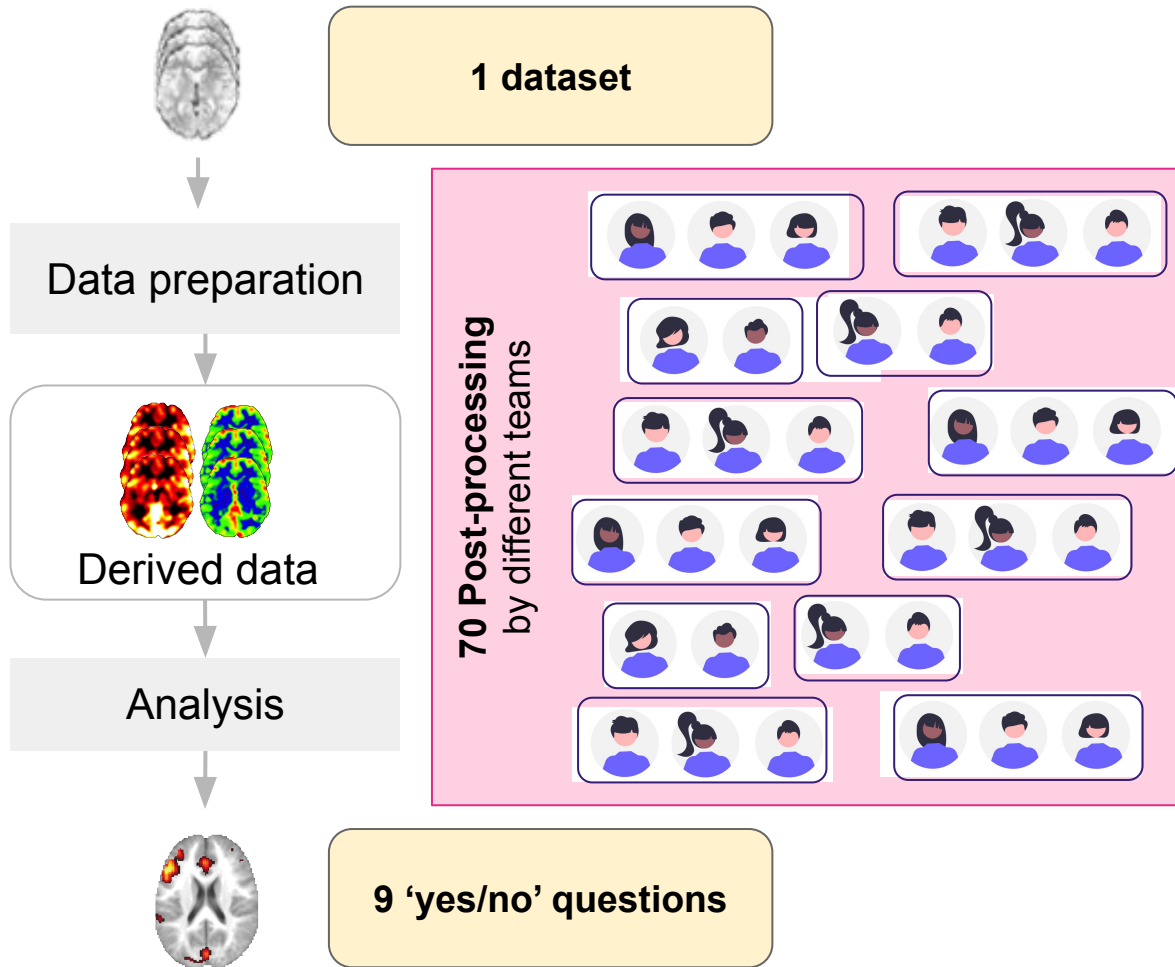 1 dataset
Data preparation
Derived data
Analysis
70 Post-processing
by different teams
9 ‘yes/no’ questions